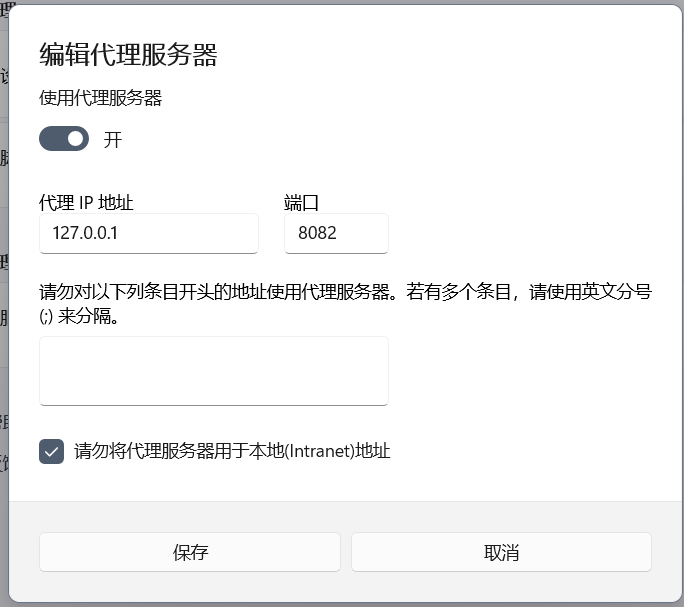 编辑代理服务器
使用代理服务器
开
代理 IP 地址
端口
127.0.0.1
8082
请勿对以下列条目开头的地址使用代理服务器。若有多个条目，请使用英文分号
(;) 来分隔。
请勿将代理服务器用于本地(Intranet)地址
保存
取消